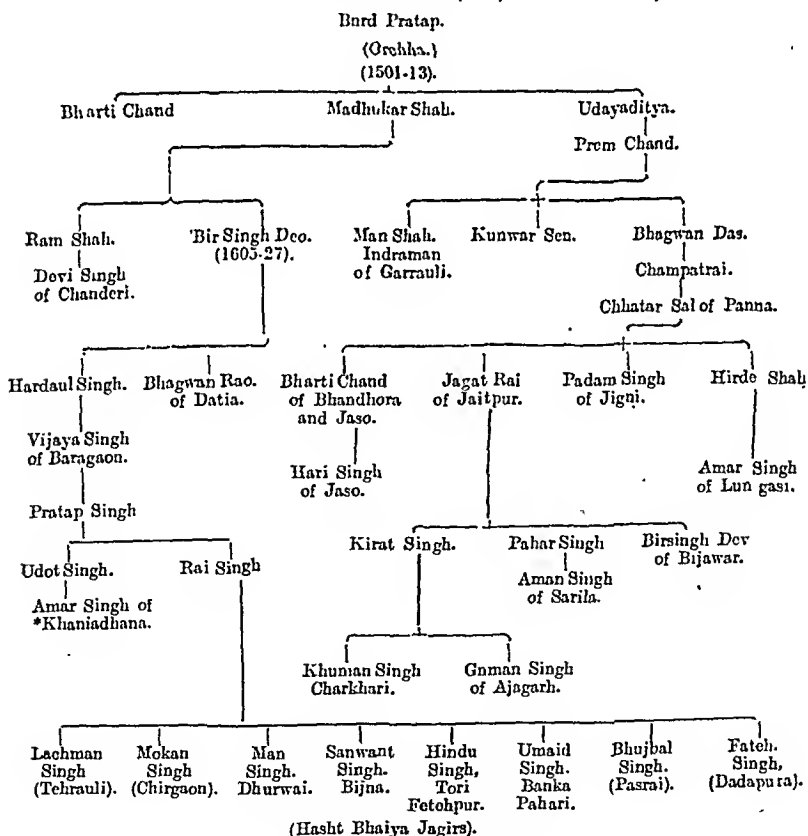 Burd Pratap.
(Orchha.)
(1501-13).
Bharti Chand Madhukar Shah. Udayaditya.
Prem Chand.
Ram Shah. 'Bir Singh Deo. Man Shah. Kunwar Sen. Bhagwan Das.
(1605-27). Indraman
of Garrauli.
Devi Singh Champatrai.
of Chanderi.
Chhatar Sal of Panna.
Hardaul Singh. Bhagwan Rao. Bharti Chand Jagat Rai Padam Singh Hirde Shah
of Datia. of Bhandhora of Jaitpur. of Jigni.
and Jaso.
Vijaya Singh
of Baragaon.
Hari Singh Amar Singh
of Jaso. of Lun gasi.
Pratap Singh
Kirat Singh. Pahar Singh Birsingh Dev
of Bijawar.
Udot Singh. Rai Singh
Aman Singh
of Sarila.
Amar Singh of
*Khaniadhana.
Khuman Singh Gnman Singh
Charkhari. of Ajagarh.
Lachman Mokan Man Sanwant Hindu Umaid Bhujbal Fateh.
Singh Singh Singh. Singh. Singh, Singh. Singh. Singh,
(Tehrauli). (Chirgaon). Dhurwai. Bijna. Tori Banka (Pasrai). (Dadapura).
Fetehpur. Pahari.
(Hasht Bhaiya Jagirs).